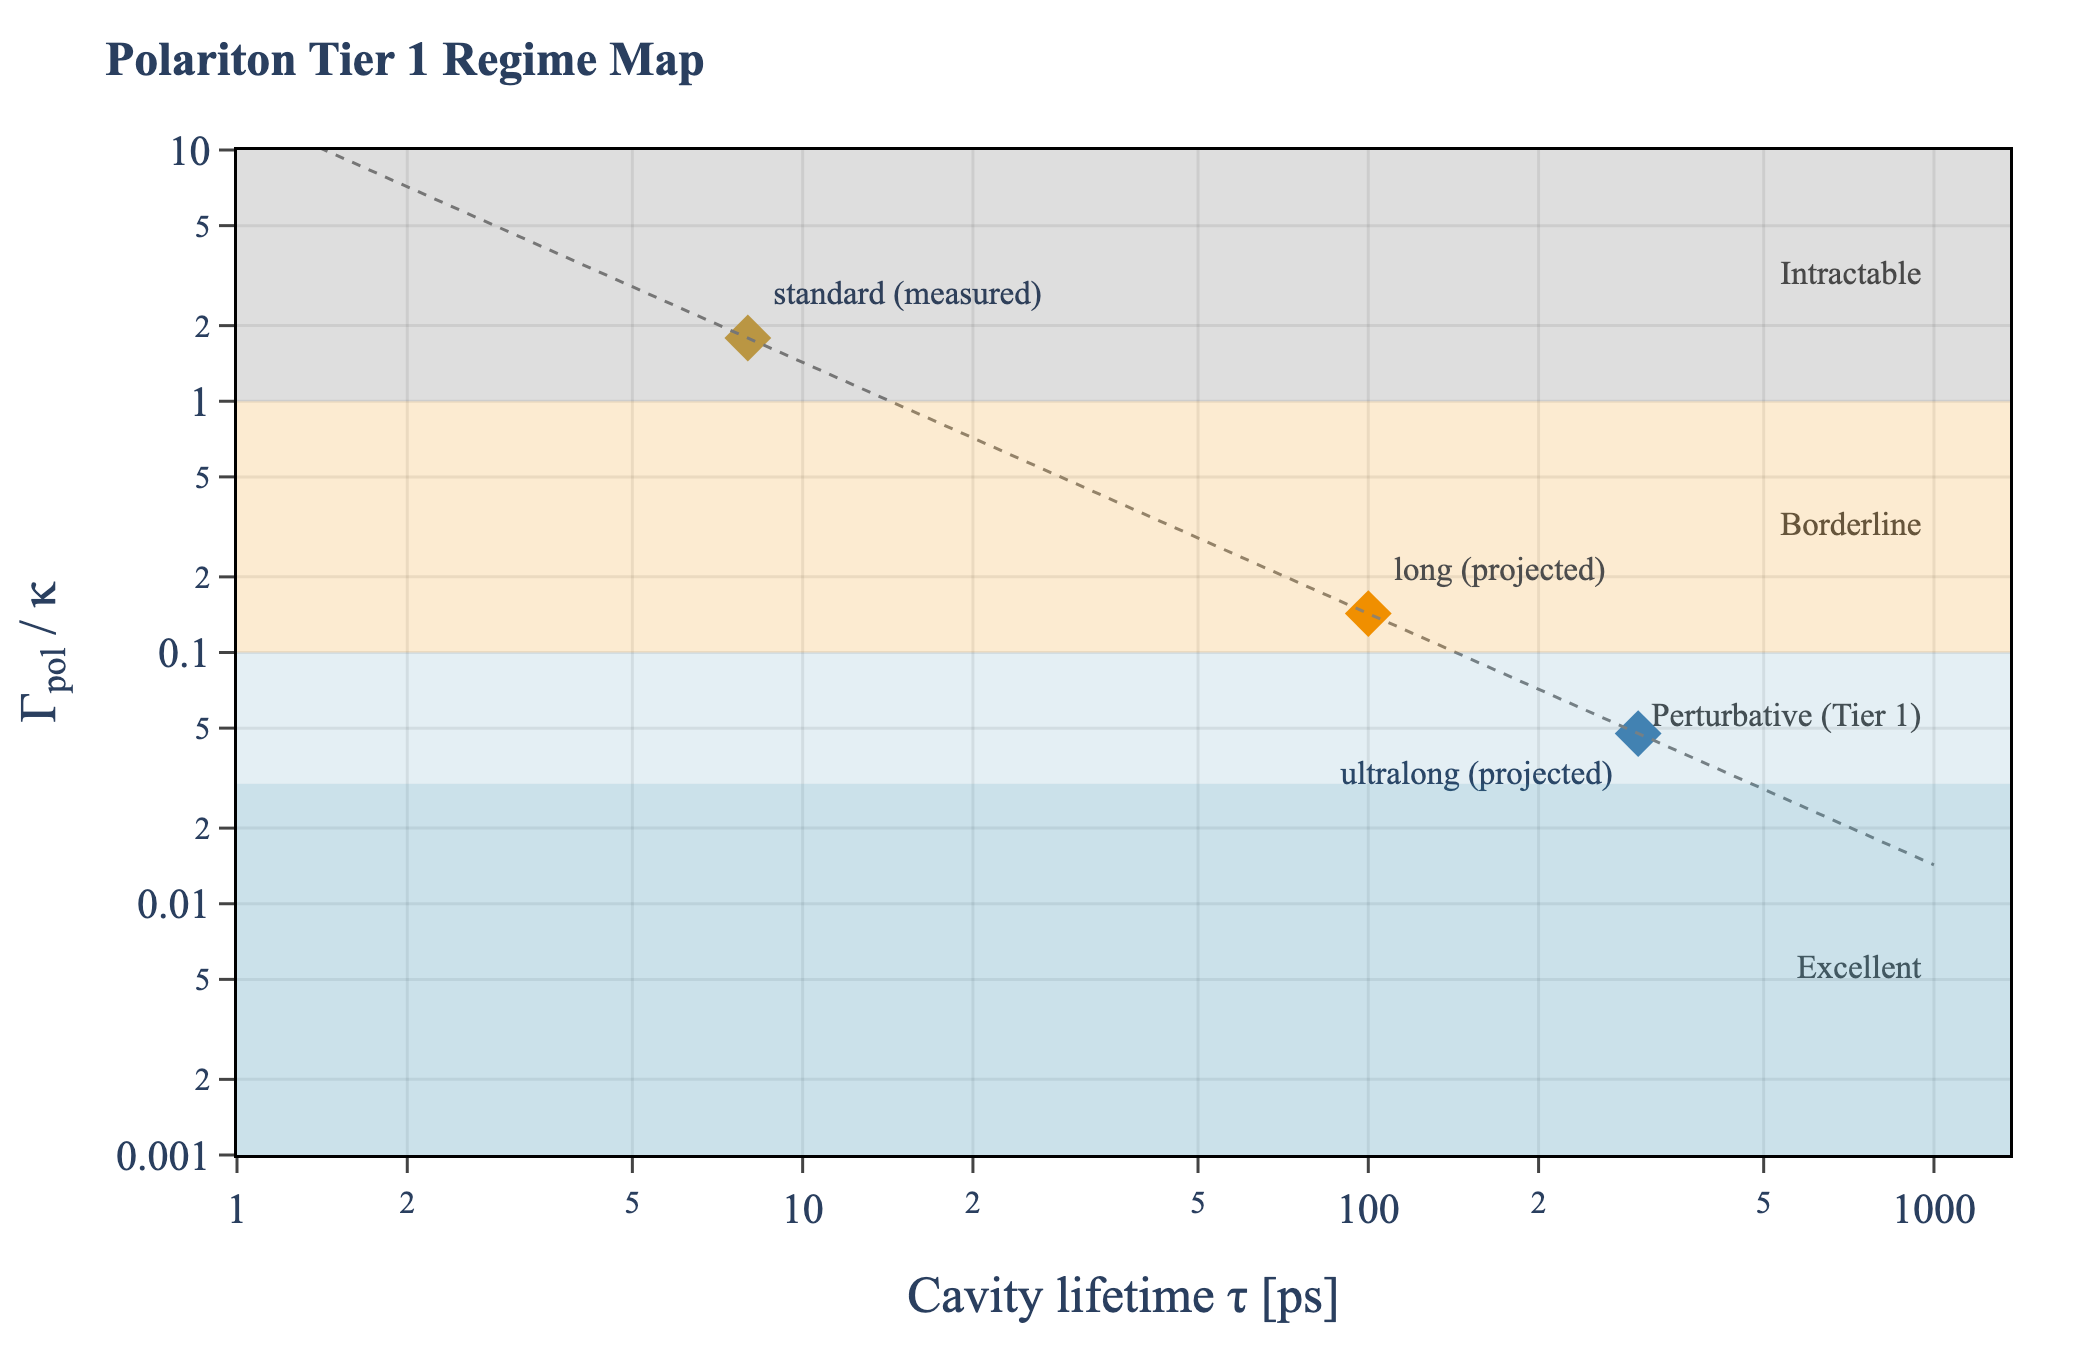 Polariton Tier 1 Regime Map
10
5
2
1
5
2
0.1
5
2
0.01
5
2
0.001
Γpol / κ
standard (measured)
Intractable
Borderline
long (projected)
Perturbative (Tier 1)
ultralong (projected)
Excellent
1 2 5 10 2 5 100 2 5 1000
Cavity lifetime τ [ps]